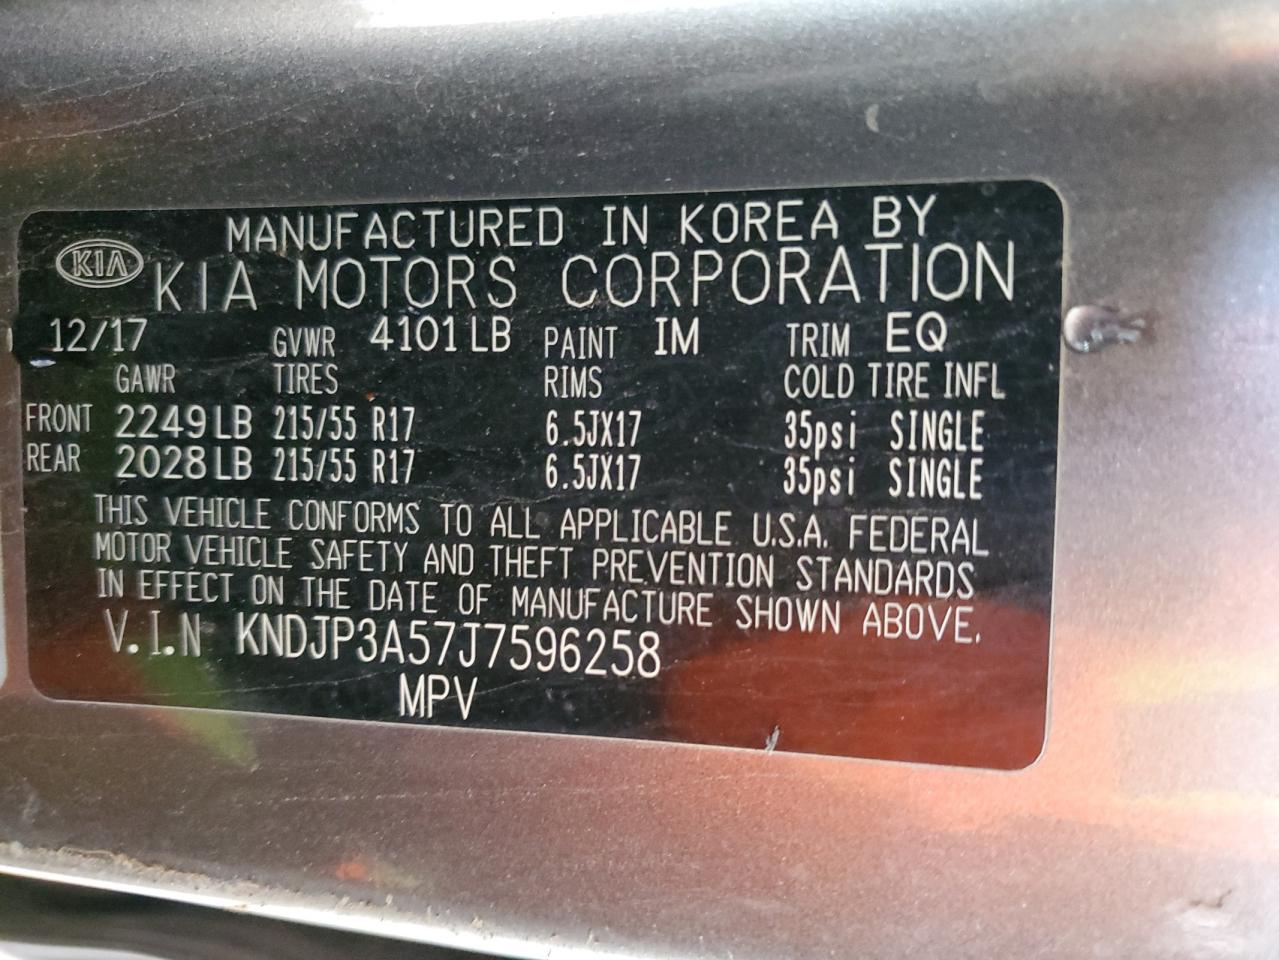 MANUFACTURED IN KOREA BY
KIA
KIA MOTORS CORPORATION
12/17 GVWR 4101 LB PAINT IM TRIM EQ
GAWR TIRES RIMS COLD TIRE INFL
FRONT 2249 LB 215/55 R17 6.5JX17 35psi SINGLE
REAR 2028 LB 215/55 R17 6.5JX17 35psi SINGLE
THIS VEHICLE CONFORMS TO ALL APPLICABLE U.S.A. FEDERAL
MOTOR VEHICLE SAFETY AND THEFT PREVENTION STANDARDS
IN EFFECT ON THE DATE OF MANUFACTURE SHOWN ABOVE.
V.I.N KNDJP3A57J7596258
MPV